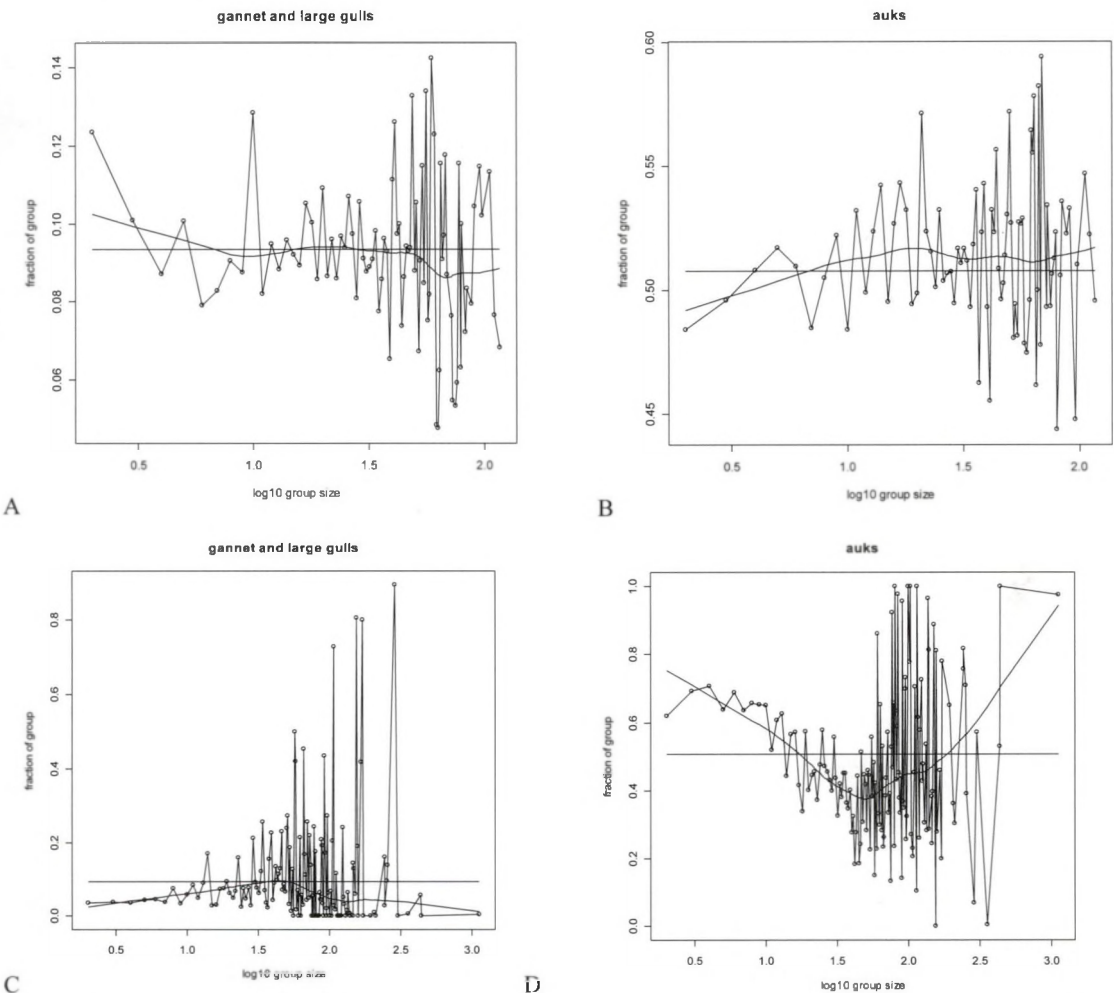 gannet and large gulls
0.14
0.12
0.10
0.08
0.06
fraction of group
0.5 1.0 1.5 2.0
log10 group size
A
auks
0.60
0.55
0.50
0.45
fraction of group
0.5 1.0 1.5 2.0
log10 group size
B
gannet and large gulls
0.8
0.6
0.4
0.2
0.0
fraction of group
0.5 1.0 1.5 2.0 2.5 3.0
log10 group size
C
auks
1.0
0.8
0.6
0.4
0.2
0.0
fraction of group
0.5 1.0 1.5 2.0 2.5 3.0
log10 group size
D